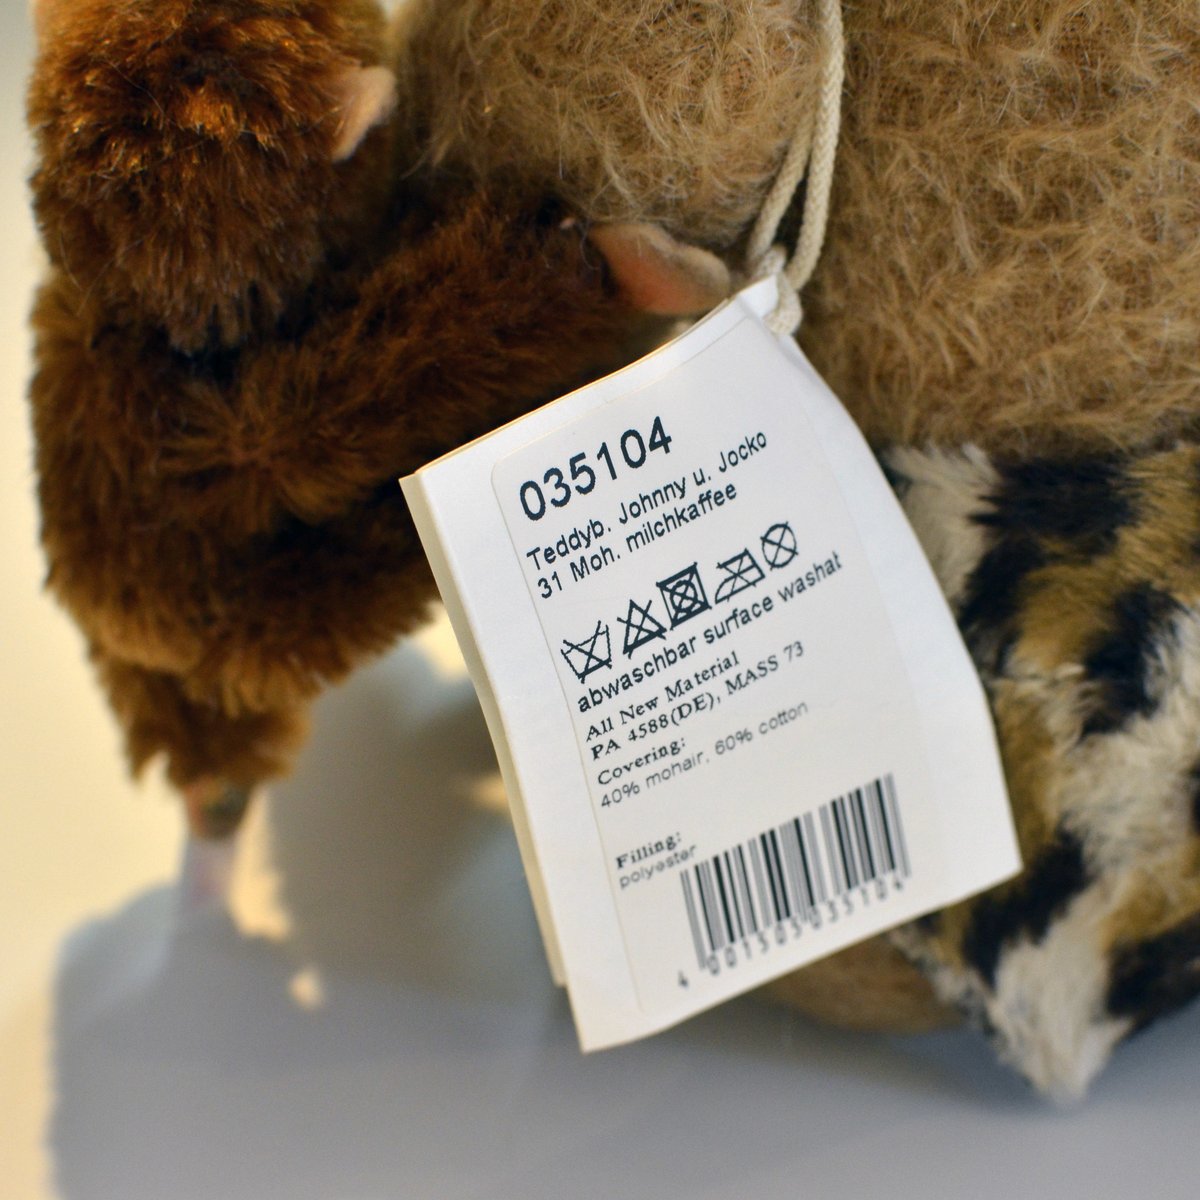 035104
Teddyb. Johnny u. Jocko
31 Moh. milchkaffee
abwaschbar surface washat
All New Material
PA 4588(DE), MASS 73
Covering:
40% mohair, 60% cotton
Filling:
polyester
4 001505 035104